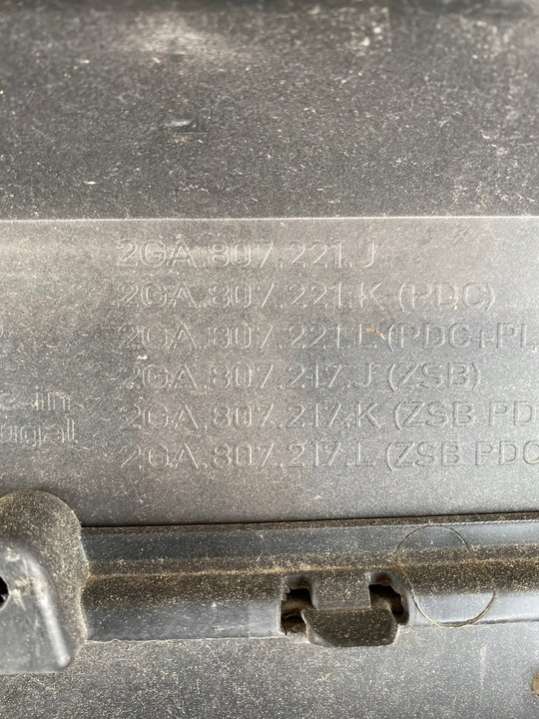 2GA.807.221.J
2GA.807.221.K (PDC)
2GA.807.221.L (PDC+PL
2GA.807.217.J (ZSB)
2GA.807.217.K (ZSB PD
2GA.807.217.L (ZSB PDC
in